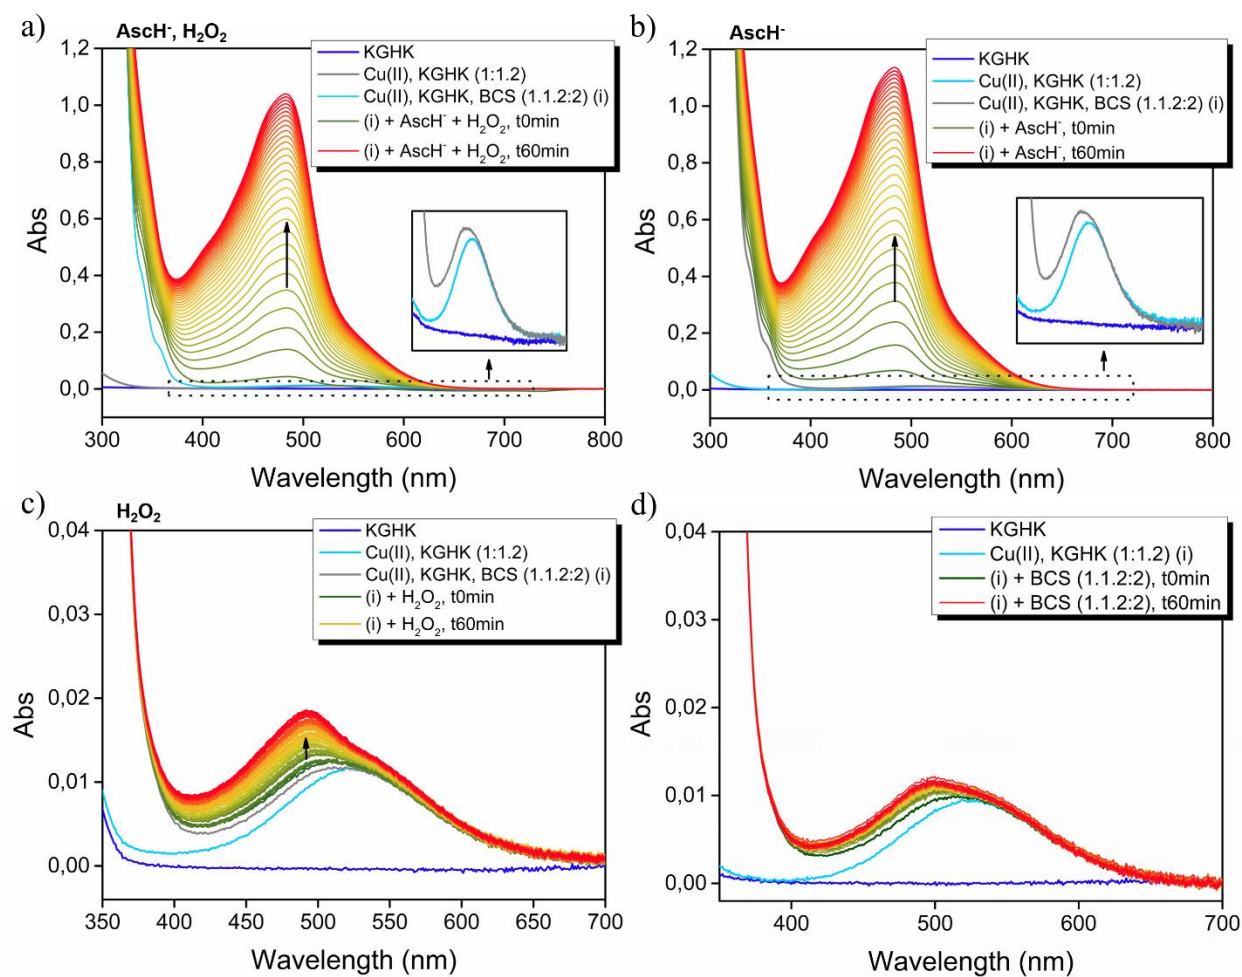 a)
AscH⁻, H₂O₂
KGHK
Cu(II), KGHK (1:1.2)
Cu(II), KGHK, BCS (1.1.2:2) (i)
(i) + AscH⁻ + H₂O₂, t0min
(i) + AscH⁻ + H₂O₂, t60min
1,2
1,0
0,8
0,6
0,4
0,2
0,0
Abs
300 400 500 600 700 800
Wavelength (nm)
b)
AscH⁻
KGHK
Cu(II), KGHK (1:1.2)
Cu(II), KGHK, BCS (1.1.2:2) (i)
(i) + AscH⁻, t0min
(i) + AscH⁻, t60min
1,2
1,0
0,8
0,6
0,4
0,2
0,0
Abs
300 400 500 600 700 800
Wavelength (nm)
c)
H₂O₂
KGHK
Cu(II), KGHK (1:1.2)
Cu(II), KGHK, BCS (1.1.2:2) (i)
(i) + H₂O₂, t0min
(i) + H₂O₂, t60min
0,04
0,03
0,02
0,01
0,00
Abs
350 400 450 500 550 600 650 700
Wavelength (nm)
d)
KGHK
Cu(II), KGHK (1:1.2) (i)
(i) + BCS (1.1.2:2), t0min
(i) + BCS (1.1.2:2), t60min
0,04
0,03
0,02
0,01
0,00
Abs
400 500 600 700
Wavelength (nm)